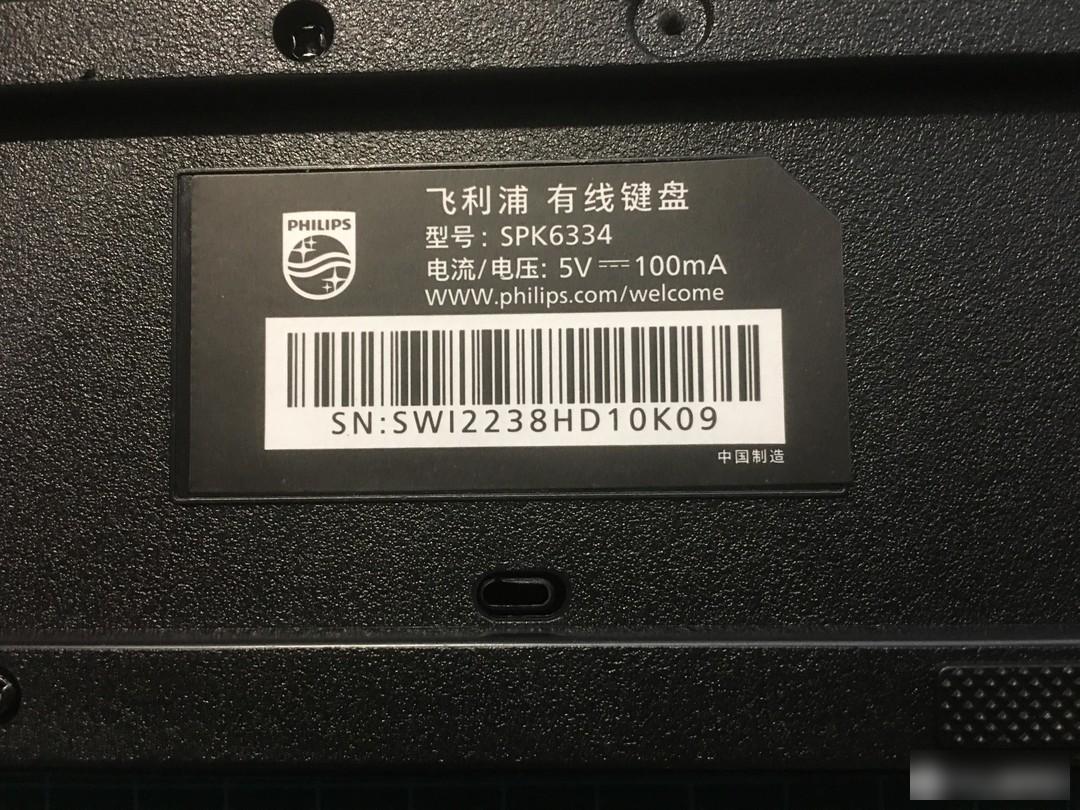 PHILIPS
飞利浦 有线键盘
型号: SPK6334
电流/电压: 5V⎓100mA
WWW.philips.com/welcome
SN:SWI2238HD10K09
中国制造